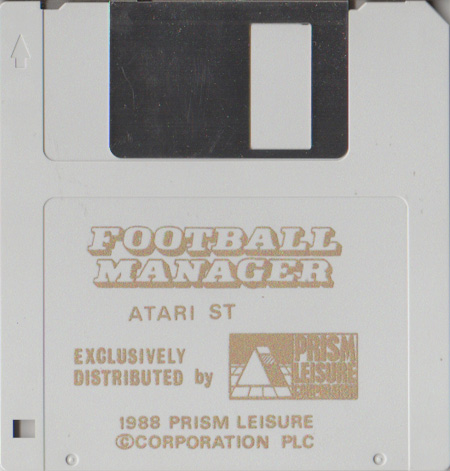 FOOTBALL
MANAGER
ATARI ST
EXCLUSIVELY
DISTRIBUTED by
PRISM
LEISURE
CORPORATION
1988 PRISM LEISURE
©CORPORATION PLC